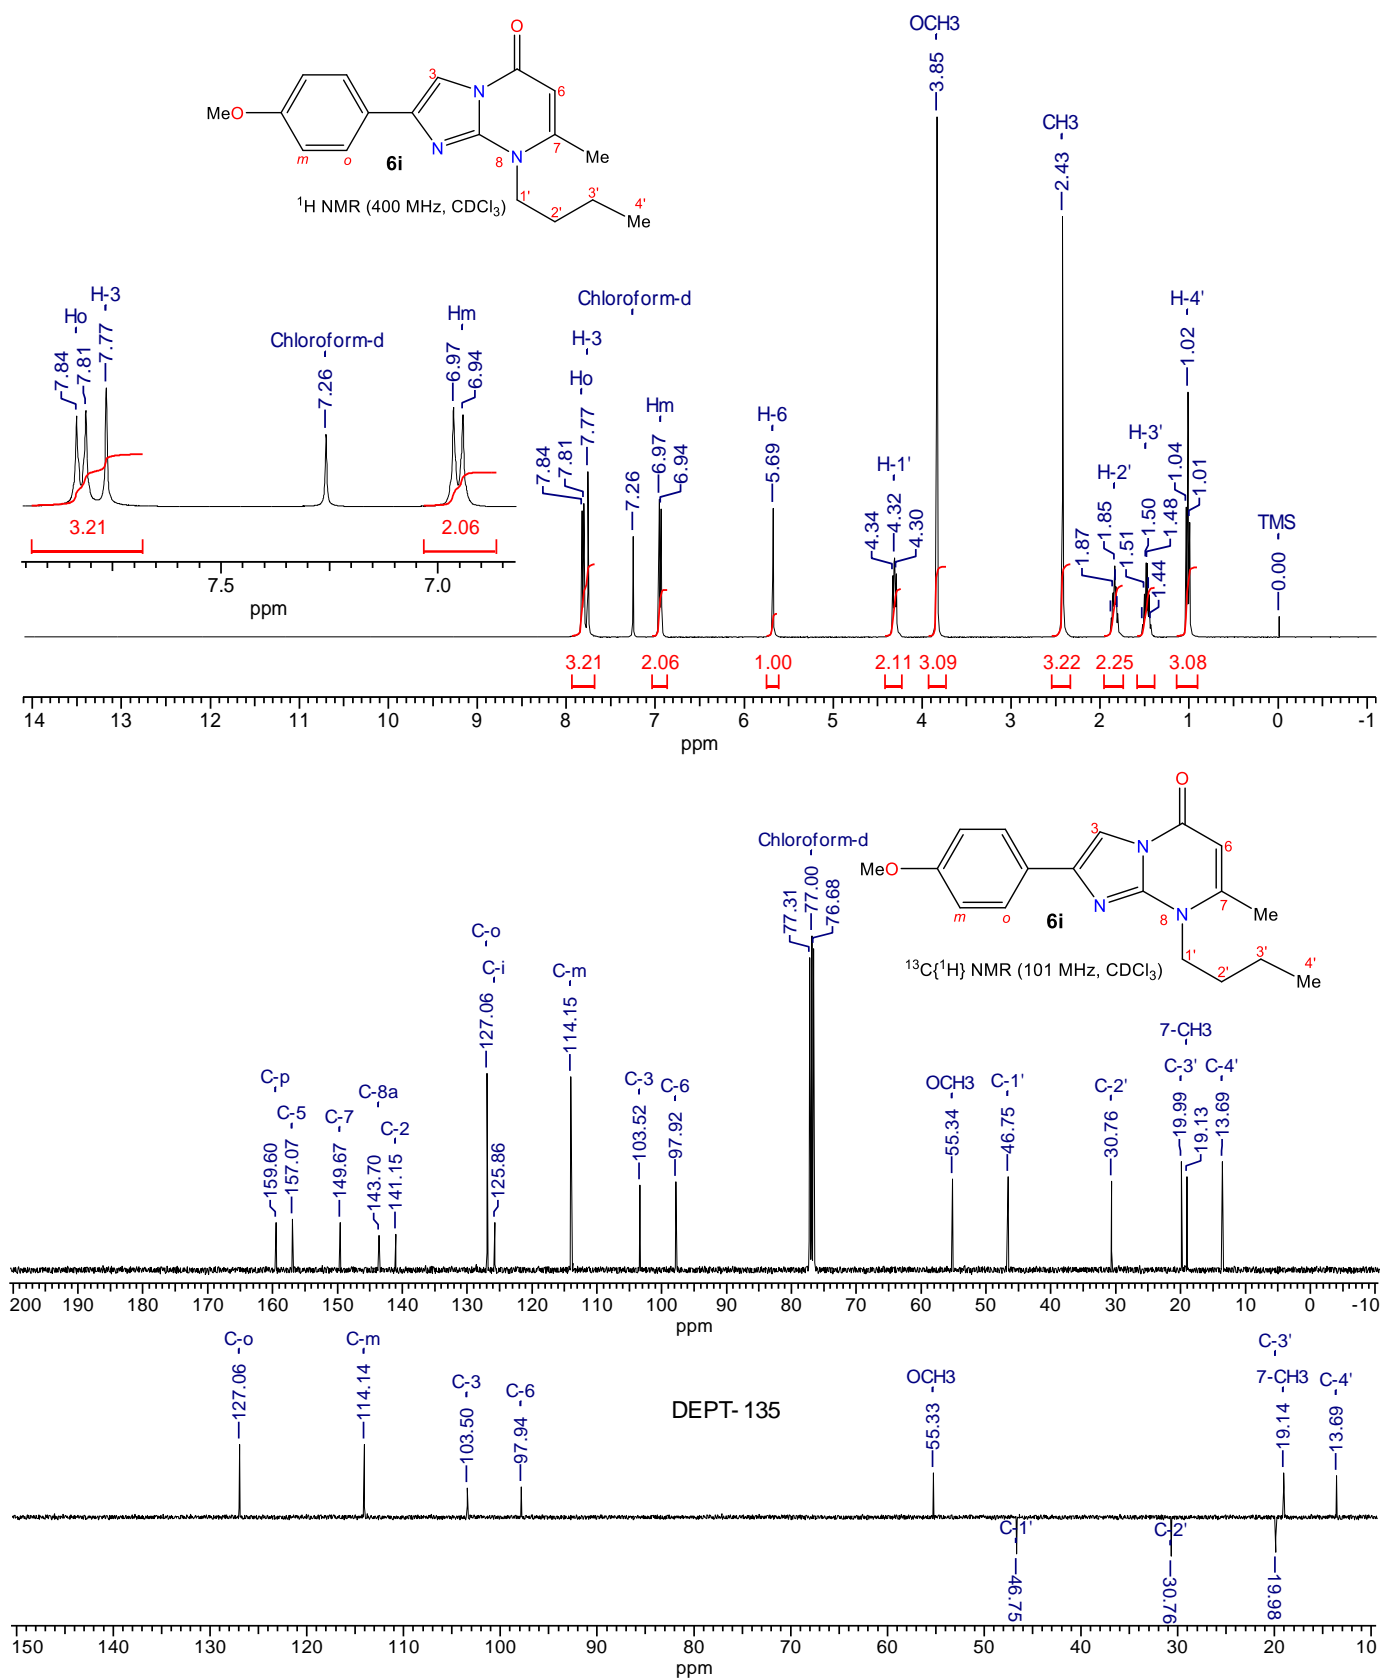 O
3
N
6
MeO
N
N
7
Me
m
o
6i
8
1'
2'
3'
4'
Me
1H NMR (400 MHz, CDCl3)
OCH3
3.85
CH3
2.43
Ho
H-3
7.84
7.81
7.77
Chloroform-d
7.26
Hm
6.97
6.94
3.21
2.06
7.5
7.0
ppm
Chloroform-d
H-3
Ho
7.84
7.81
7.77
7.26
Hm
6.97
6.94
H-6
5.69
H-1'
4.34
4.32
4.30
H-2'
1.87
1.85
H-3'
1.51
1.50
1.48
1.44
H-4'
1.04
1.02
1.01
TMS
0.00
3.21
2.06
1.00
2.11
3.09
3.22
2.25
3.08
14 13 12 11 10 9 8 7 6 5 4 3 2 1 0 -1
ppm
O
3
N
6
MeO
N
N
7
Me
m
o
6i
8
1'
2'
3'
4'
Me
13C{1H} NMR (101 MHz, CDCl3)
Chloroform-d
77.31
77.00
76.68
C-p
159.60
C-5
157.07
C-7
149.67
C-8a
143.70
C-2
141.15
C-o
127.06
C-i
125.86
C-m
114.15
C-3
103.52
C-6
97.92
OCH3
55.34
C-1'
46.75
C-2'
30.76
7-CH3
C-3'
19.99
19.13
C-4'
13.69
200 190 180 170 160 150 140 130 120 110 100 90 80 70 60 50 40 30 20 10 0 -10
ppm
C-o
127.06
C-m
114.14
C-3
103.50
C-6
97.94
DEPT-135
OCH3
55.33
C-3'
7-CH3
19.14
C-4'
13.69
C-1'
46.75
C-2'
30.76
19.98
150 140 130 120 110 100 90 80 70 60 50 40 30 20 10
ppm